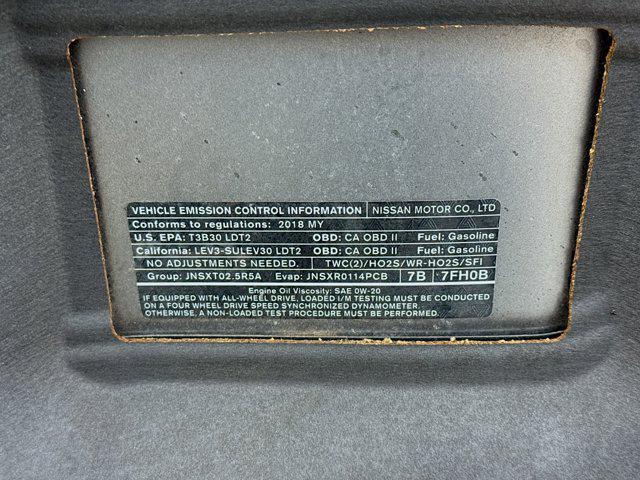 VEHICLE EMISSION CONTROL INFORMATION NISSAN MOTOR CO., LTD
Conforms to regulations: 2018 MY
U.S. EPA: T3B30 LDT2 OBD: CA OBD II Fuel: Gasoline
California: LEV3-SULEV30 LDT2 OBD: CA OBD II Fuel: Gasoline
NO ADJUSTMENTS NEEDED. TWC(2)/HO2S/WR-HO2S/SFI
Group: JNSXT02.5R5A Evap: JNSXR0114PCB 7B 7FH0B
Engine Oil Viscosity: SAE 0W-20
IF EQUIPPED WITH ALL-WHEEL DRIVE, LOADED I/M TESTING MUST BE CONDUCTED
ON A FOUR WHEEL DRIVE SPEED SYNCHRONIZED DYNAMOMETER.
OTHERWISE, A NON-LOADED TEST PROCEDURE MUST BE PERFORMED.